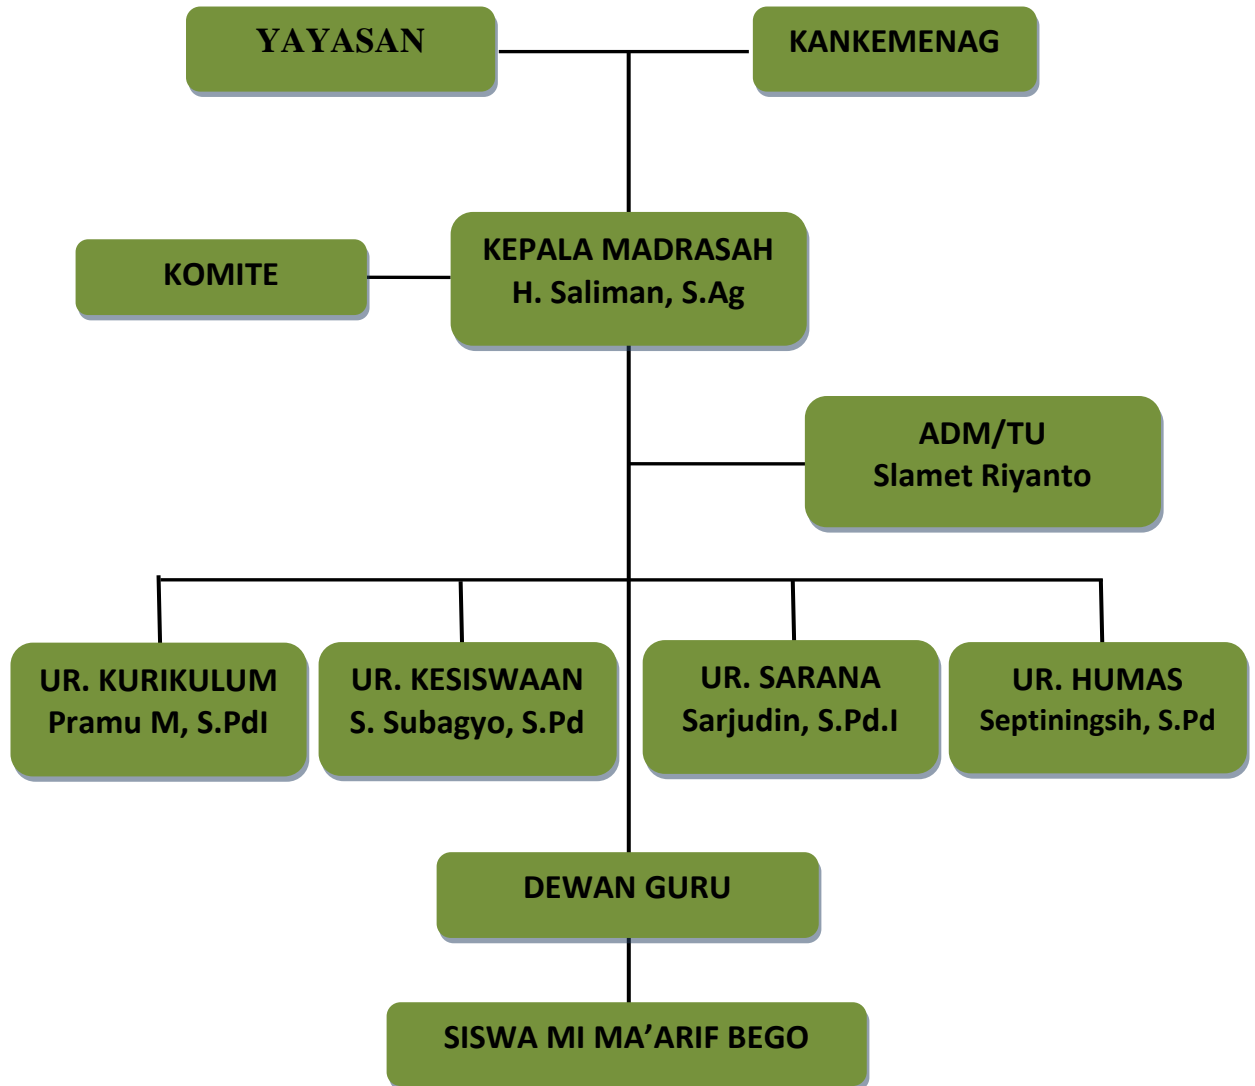 YAYASAN
KANKEMENAG
KOMITE
KEPALA MADRASAH
H. Saliman, S.Ag
ADM/TU
Slamet Riyanto
UR. KURIKULUM
Pramu M, S.PdI
UR. KESISWAAN
S. Subagyo, S.Pd
UR. SARANA
Sarjudin, S.Pd.I
UR. HUMAS
Septiningsih, S.Pd
DEWAN GURU
SISWA MI MA’ARIF BEGO